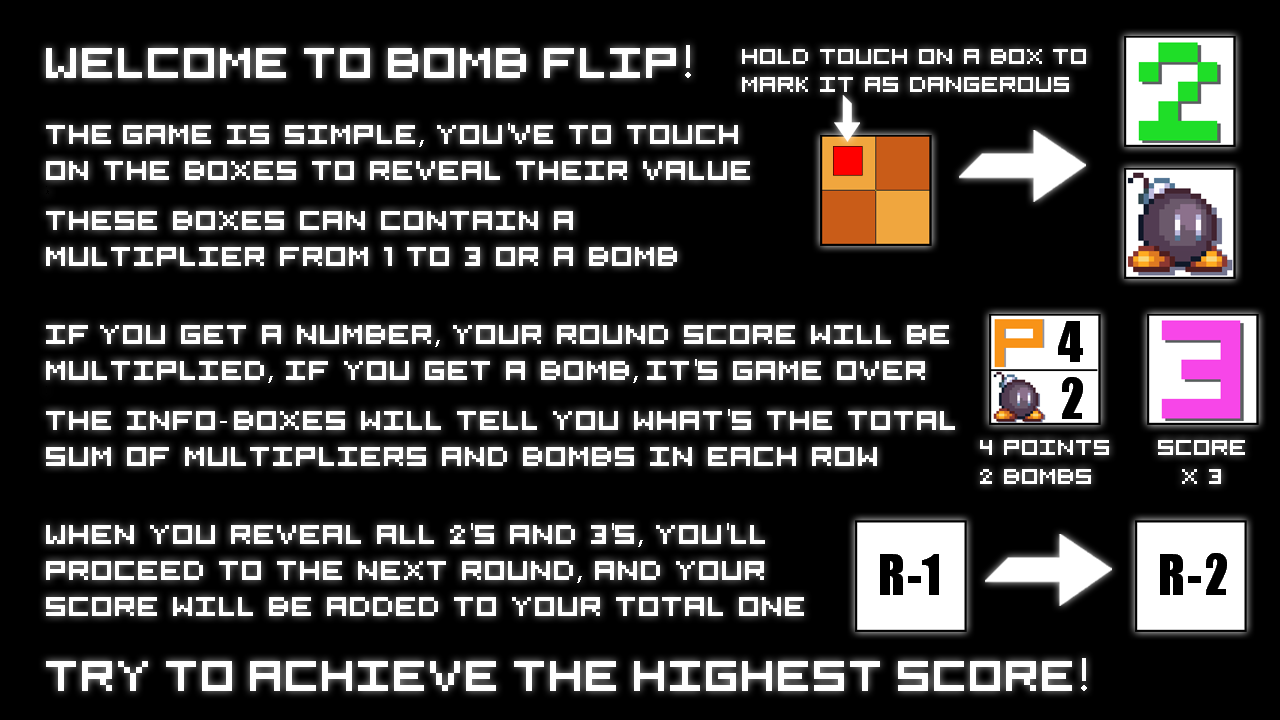 WELCOME TO BOMB FLIP!
HOLD TOUCH ON A BOX TO
MARK IT AS DANGEROUS
2
THE GAME IS SIMPLE, YOU'VE TO TOUCH
ON THE BOXES TO REVEAL THEIR VALUE
THESE BOXES CAN CONTAIN A
MULTIPLIER FROM 1 TO 3 OR A BOMB
IF YOU GET A NUMBER, YOUR ROUND SCORE WILL BE
MULTIPLIED, IF YOU GET A BOMB, IT'S GAME OVER
THE INFO-BOXES WILL TELL YOU WHAT'S THE TOTAL
SUM OF MULTIPLIERS AND BOMBS IN EACH ROW
P 4
2
3
4 POINTS
2 BOMBS
SCORE
X 3
WHEN YOU REVEAL ALL 2'S AND 3'S, YOU'LL
PROCEED TO THE NEXT ROUND, AND YOUR
SCORE WILL BE ADDED TO YOUR TOTAL ONE
R-1
R-2
TRY TO ACHIEVE THE HIGHEST SCORE!